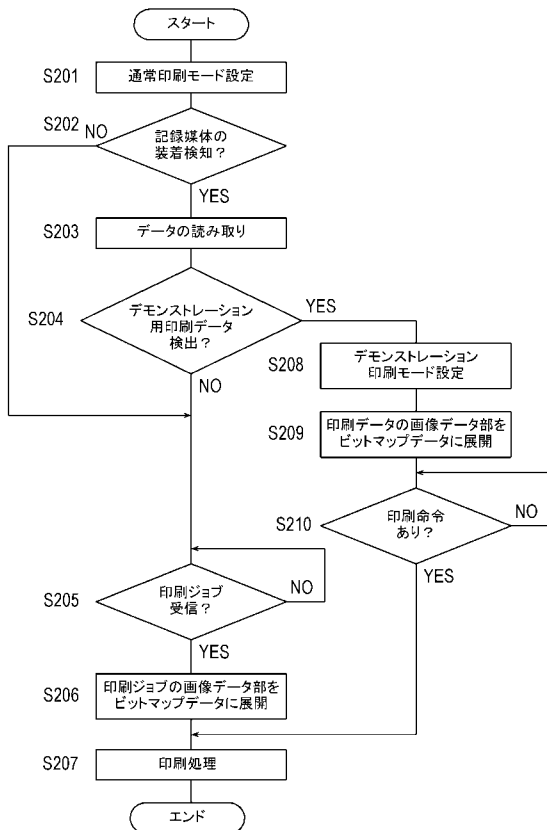 スタート
S201
通常印刷モード設定
S202
NO
記録媒体の
装着検知？
YES
S203
データの読み取り
S204
デモンストレーション
用印刷データ
検出？
YES
NO
S208
デモンストレーション
印刷モード設定
S209
印刷データの画像データ部を
ビットマップデータに展開
S210
印刷命令
あり？
NO
YES
S205
印刷ジョブ
受信？
NO
YES
S206
印刷ジョブの画像データ部を
ビットマップデータに展開
S207
印刷処理
エンド